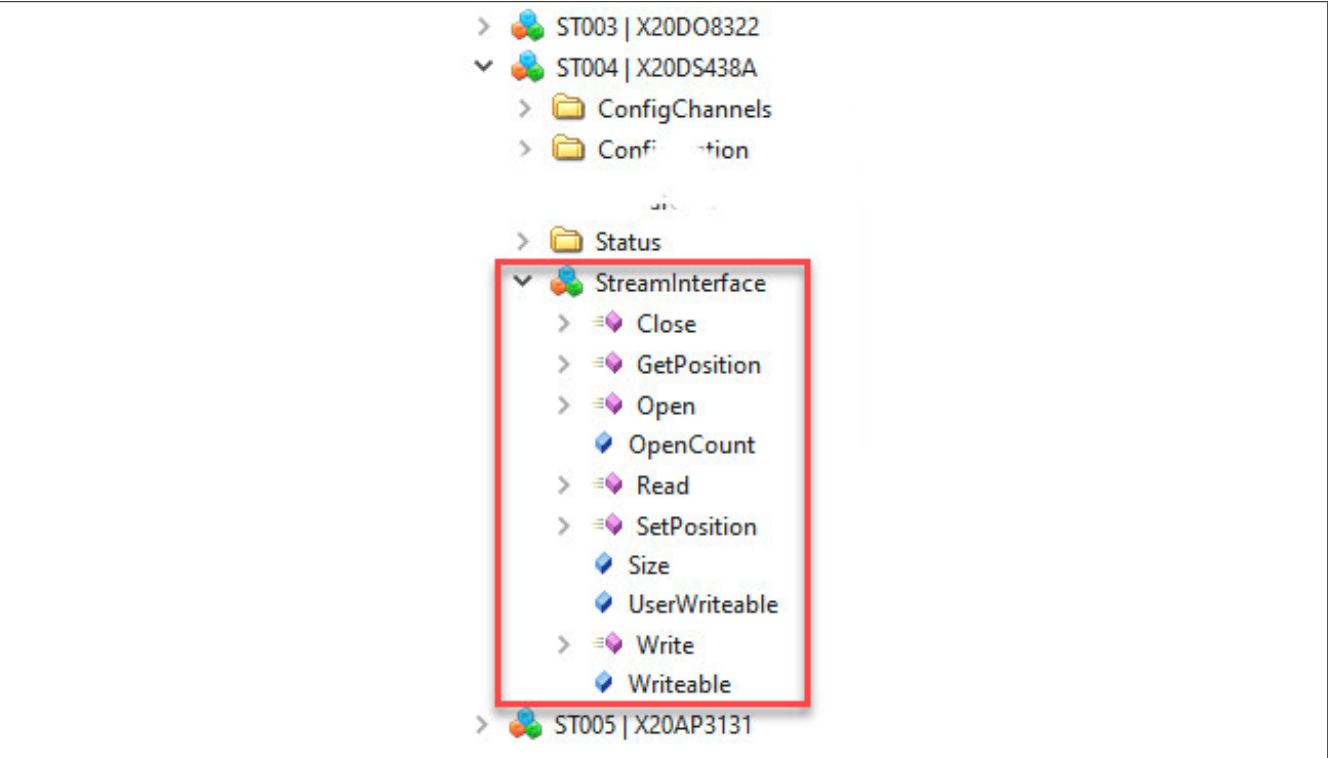 ST003 | X20DO8322
ST004 | X20DS438A
ConfigChannels
Status
StreamInterface
Close
GetPosition
Open
OpenCount
Read
SetPosition
Size
UserWriteable
Write
Writeable
ST005 | X20AP3131